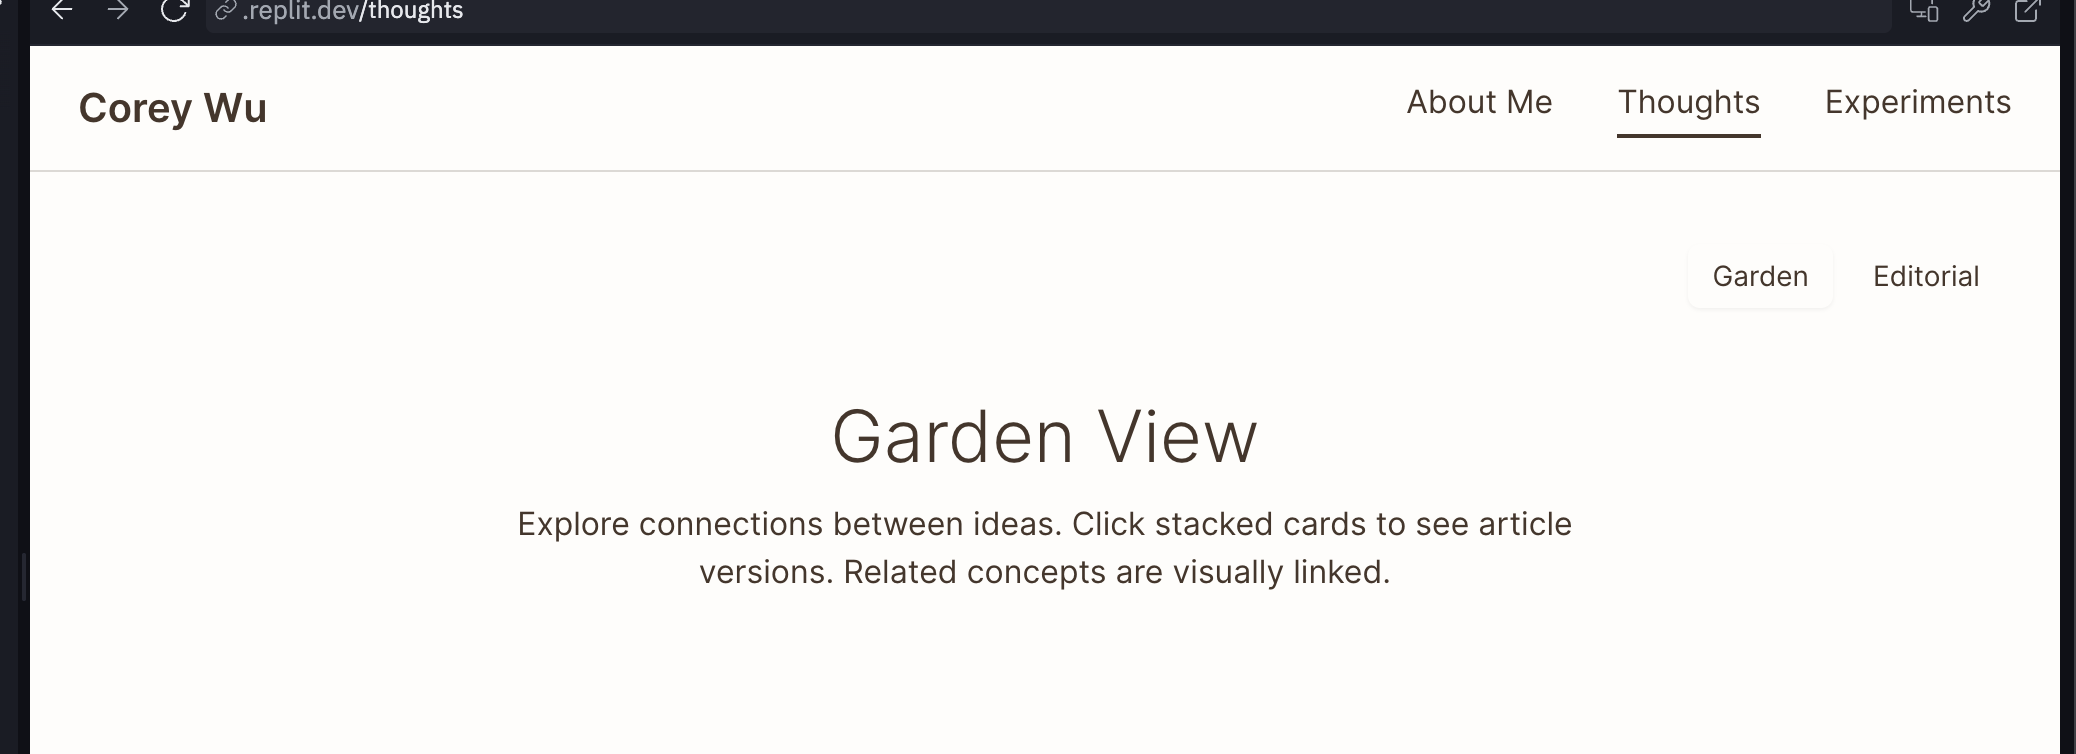 .replit.dev/thoughts
Corey Wu
About Me
Thoughts
Experiments
Garden
Editorial
Garden View
Explore connections between ideas. Click stacked cards to see article
versions. Related concepts are visually linked.